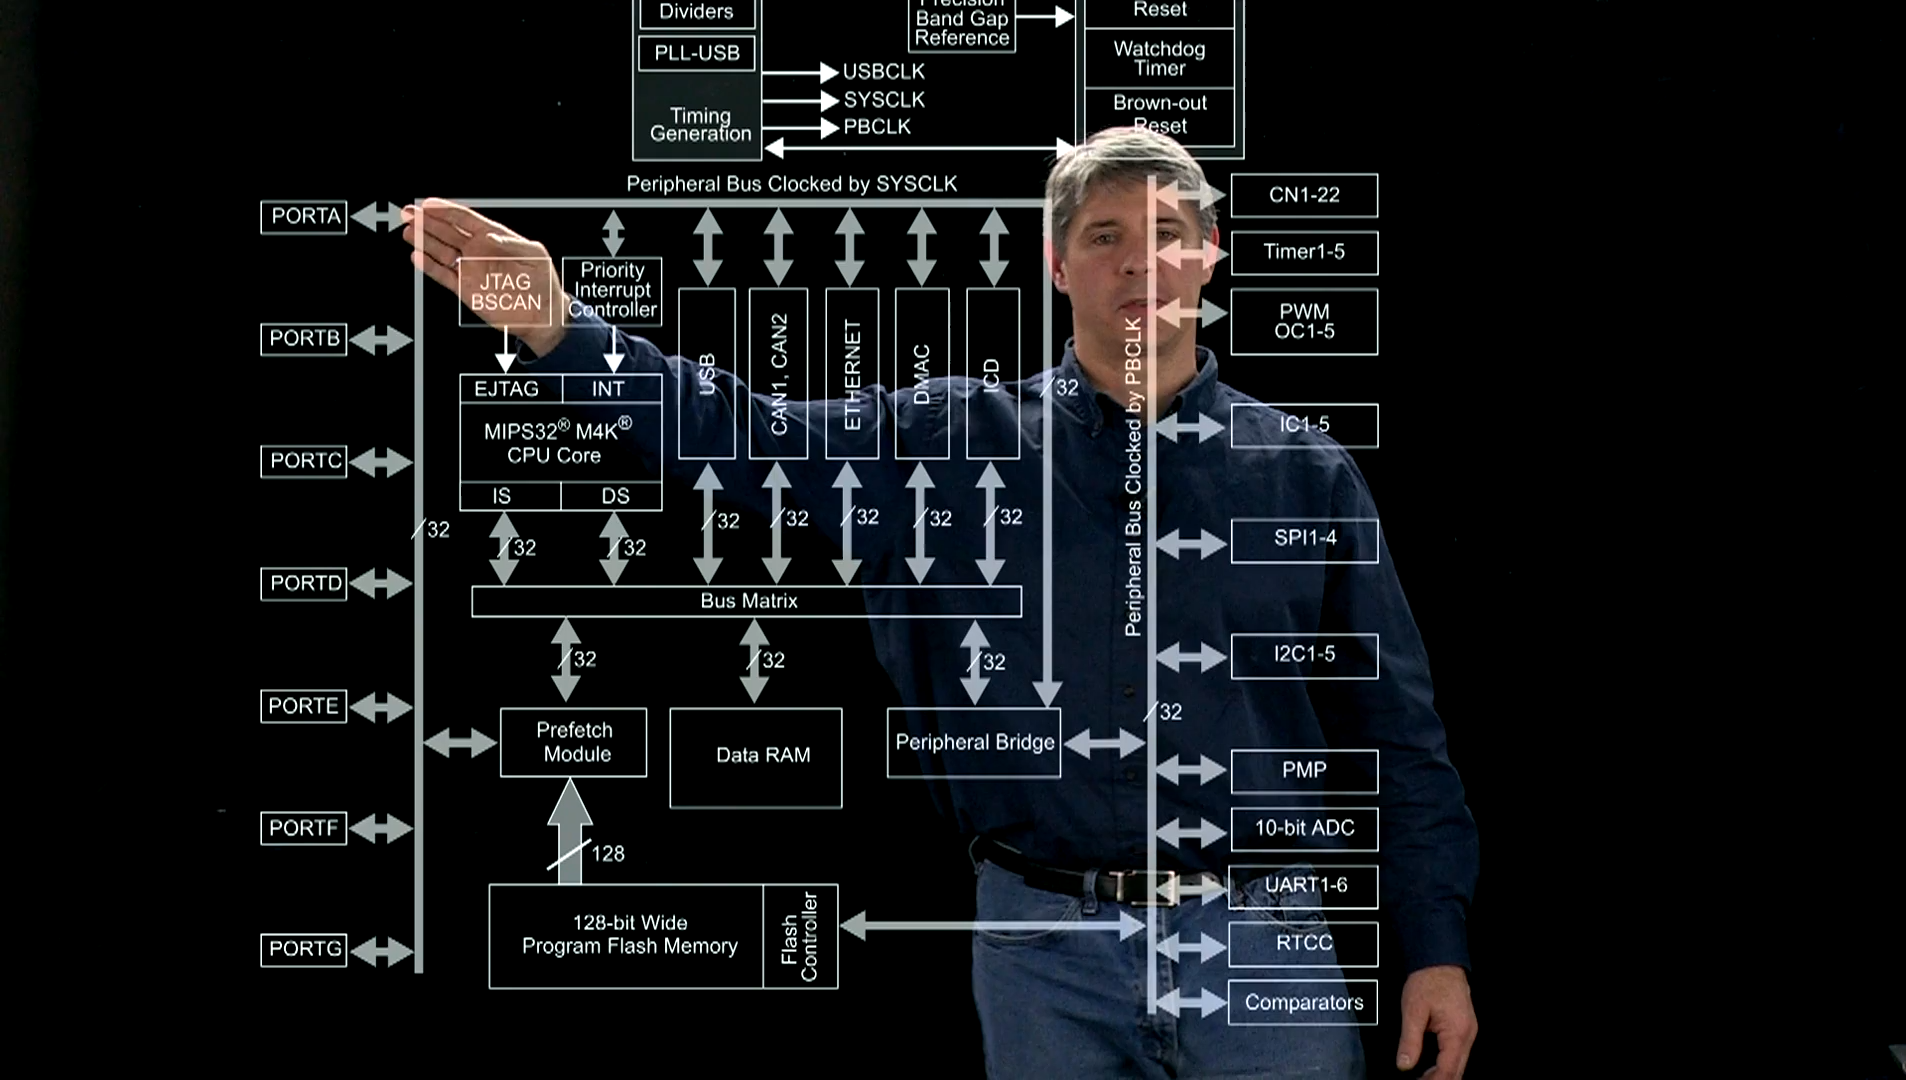 Dividers
PLL-USB
Timing
Generation
USBCLK
SYSCLK
PBCLK
Precision
Band Gap
Reference
Reset
Watchdog
Timer
Brown-out
Reset
Peripheral Bus Clocked by SYSCLK
PORTA
PORTB
PORTC
PORTD
PORTE
PORTF
PORTG
/32
JTAG
BSCAN
Priority
Interrupt
Controller
EJTAG INT
MIPS32® M4K®
CPU Core
IS DS
/32 /32
USB
CAN1, CAN2
ETHERNET
DMAC
ICD
/32 /32 /32 /32 /32
/32
Bus Matrix
/32 /32 /32
Prefetch
Module
Data RAM
Peripheral Bridge
128
128-bit Wide
Program Flash Memory
Flash
Controller
Peripheral Bus Clocked by PBCLK
/32
CN1-22
Timer1-5
PWM
OC1-5
IC1-5
SPI1-4
I2C1-5
PMP
10-bit ADC
UART1-6
RTCC
Comparators